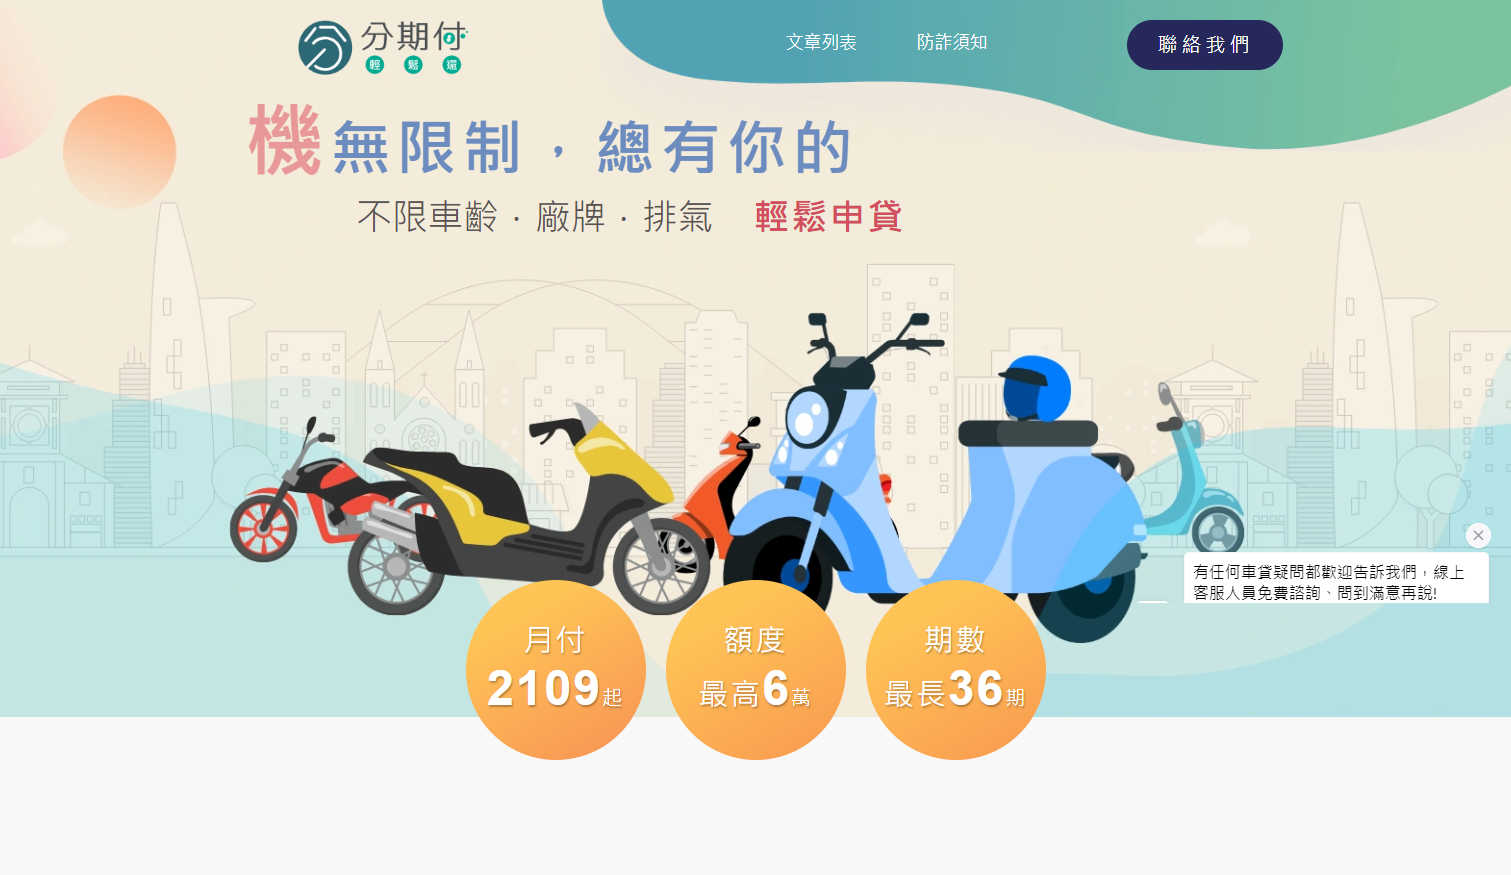 分期付
輕 鬆 還
文章列表
防詐須知
聯絡我們
機無限制，總有你的
不限車齡．廠牌．排氣 輕鬆申貸
有任何車貸疑問都歡迎告訴我們，線上
客服人員免費諮詢、問到滿意再說!
月付
2109起
額度
最高6萬
期數
最長36期